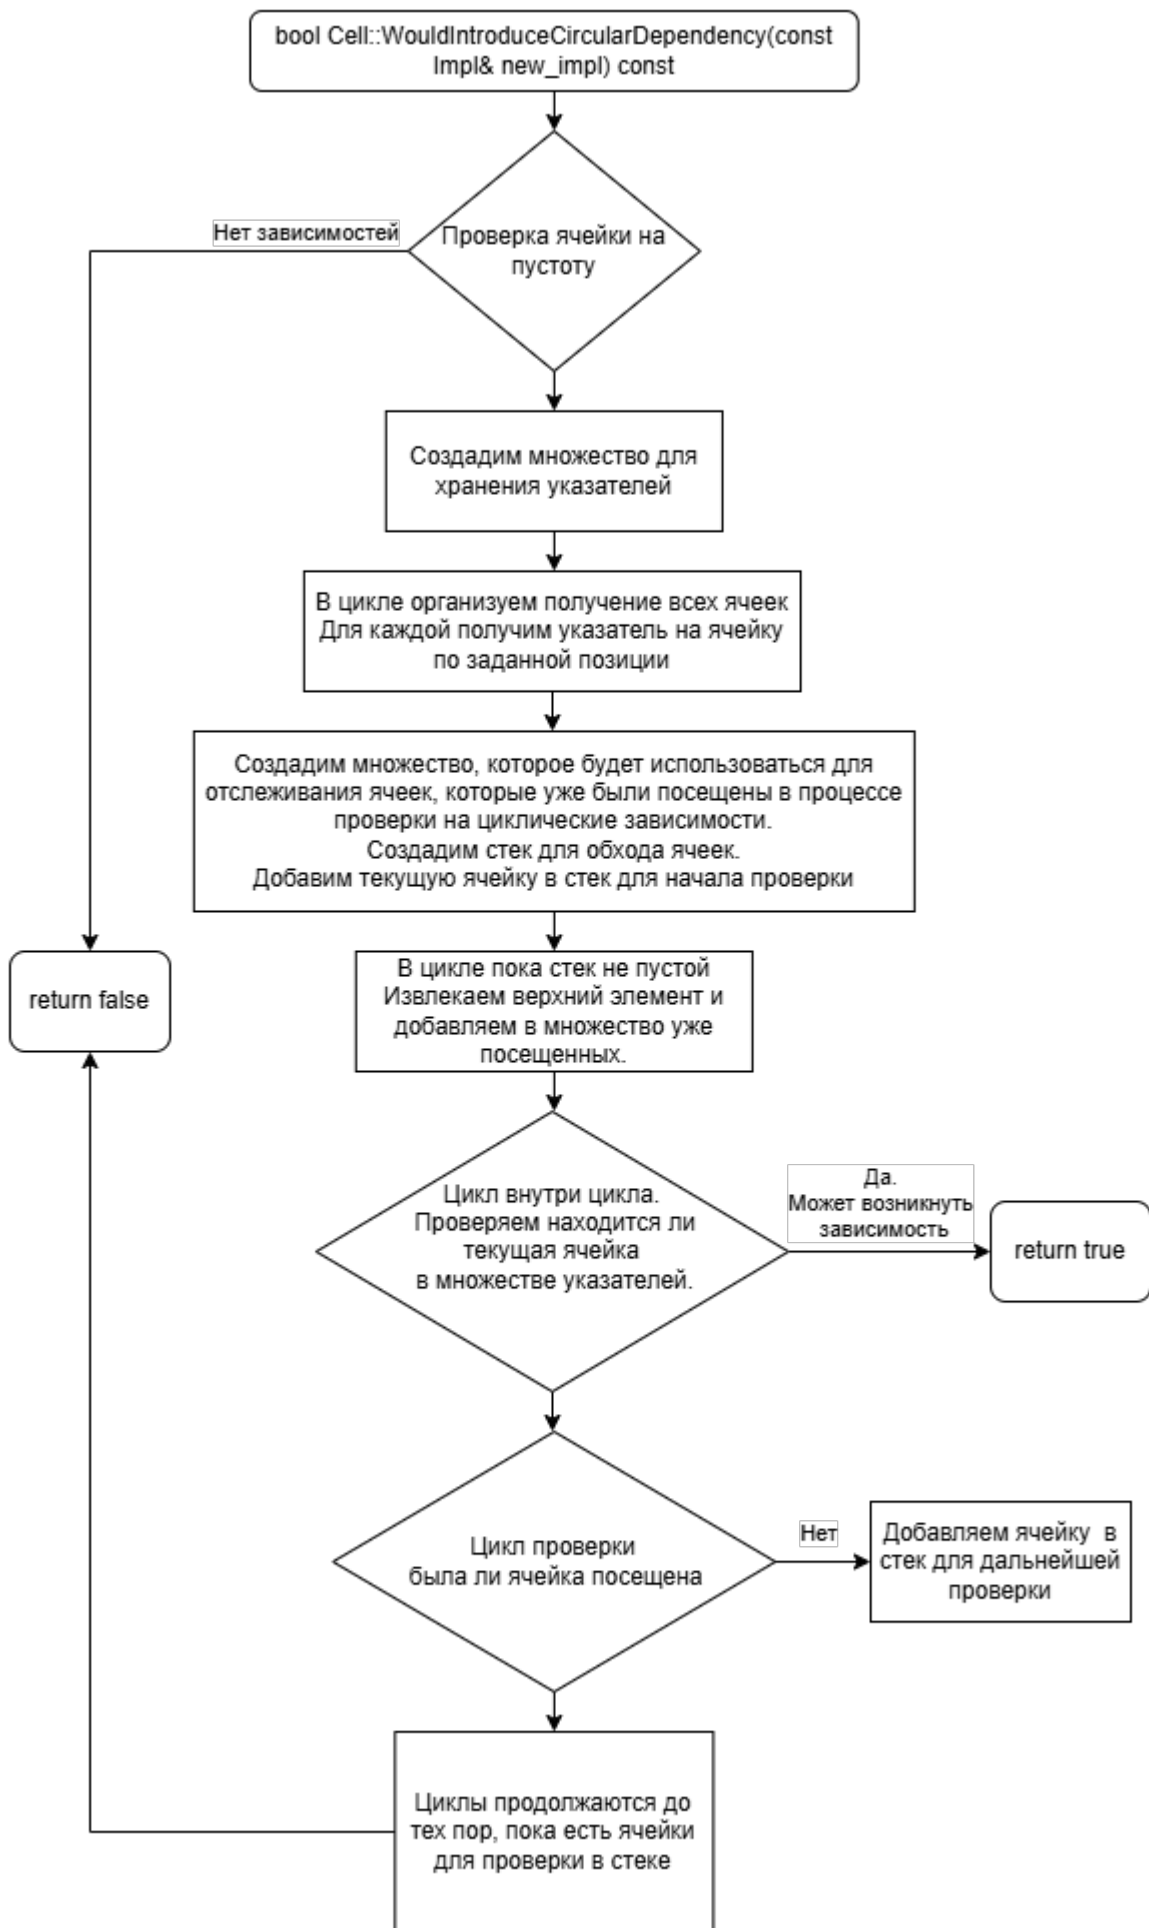 bool Cell::WouldIntroduceCircularDependency(const
Impl& new_impl) const
Нет зависимостей
Проверка ячейки на
пустоту
Создадим множество для
хранения указателей
В цикле организуем получение всех ячеек
Для каждой получим указатель на ячейку
по заданной позиции
Создадим множество, которое будет использоваться для
отслеживания ячеек, которые уже были посещены в процессе
проверки на циклические зависимости.
Создадим стек для обхода ячеек.
Добавим текущую ячейку в стек для начала проверки
return false
В цикле пока стек не пустой
Извлекаем верхний элемент и
добавляем в множество уже
посещенных.
Цикл внутри цикла.
Проверяем находится ли
текущая ячейка
в множестве указателей.
Да.
Может возникнуть
зависимость
return true
Цикл проверки
была ли ячейка посещена
Нет
Добавляем ячейку в
стек для дальнейшей
проверки
Циклы продолжаются до
тех пор, пока есть ячейки
для проверки в стеке